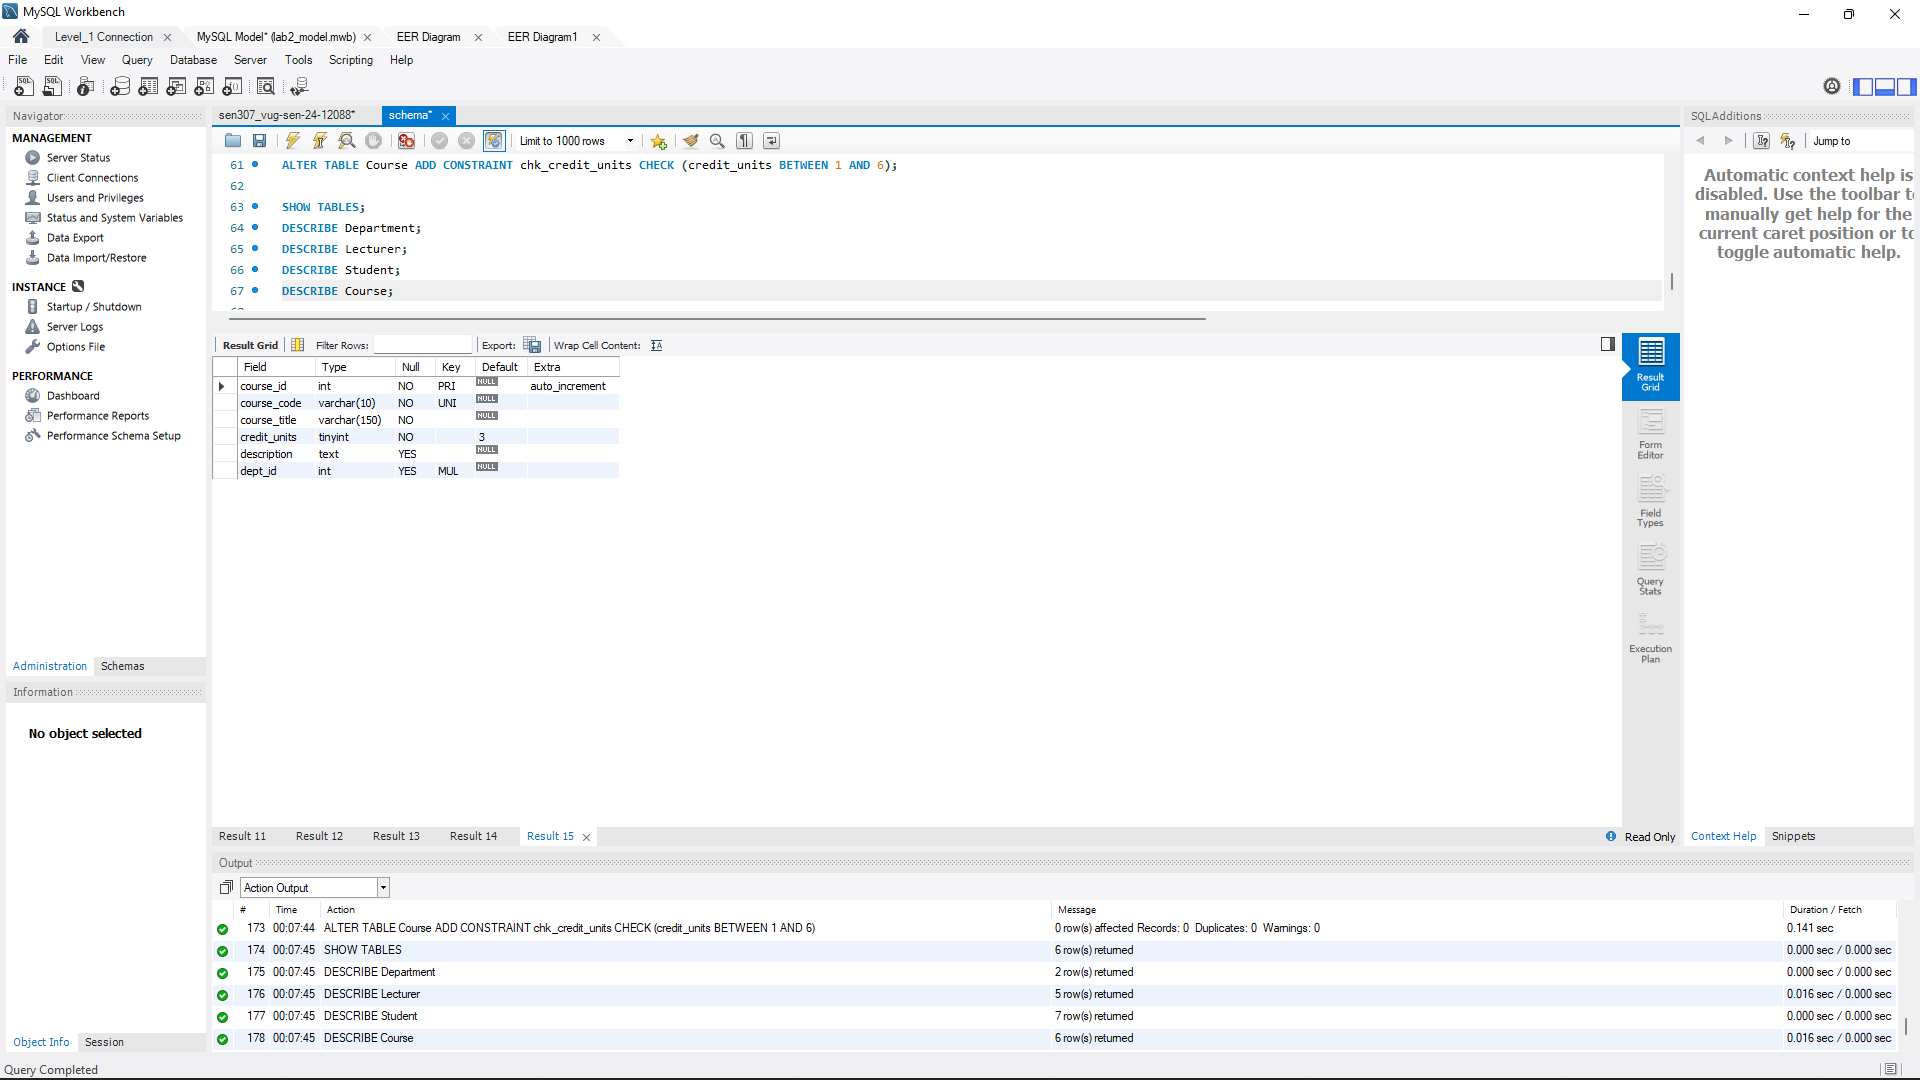 MySQL Workbench
Level_1 Connection
MySQL Model* (lab2_model.mwb)
EER Diagram
EER Diagram1
File Edit View Query Database Server Tools Scripting Help
Navigator
MANAGEMENT
Server Status
Client Connections
Users and Privileges
Status and System Variables
Data Export
Data Import/Restore
INSTANCE
Startup / Shutdown
Server Logs
Options File
PERFORMANCE
Dashboard
Performance Reports
Performance Schema Setup
Administration Schemas
Information
No object selected
Object Info Session
sen307_vug-sen-24-12088*
schema*
Limit to 1000 rows
61 ALTER TABLE Course ADD CONSTRAINT chk_credit_units CHECK (credit_units BETWEEN 1 AND 6);
62
63 SHOW TABLES;
64 DESCRIBE Department;
65 DESCRIBE Lecturer;
66 DESCRIBE Student;
67 DESCRIBE Course;
Result Grid Filter Rows: Export: Wrap Cell Content:
Field Type Null Key Default Extra
course_id int NO PRI NULL auto_increment
course_code varchar(10) NO UNI NULL
course_title varchar(150) NO NULL
credit_units tinyint NO 3
description text YES NULL
dept_id int YES MUL NULL
Result
Grid
Form
Editor
Field
Types
Query
Stats
Execution
Plan
Result 11 Result 12 Result 13 Result 14 Result 15
Read Only
SQLAdditions
Jump to
Automatic context help is
disabled. Use the toolbar to
manually get help for the
current caret position or to
toggle automatic help.
Context Help Snippets
Output
Action Output
# Time Action Message Duration / Fetch
173 00:07:44 ALTER TABLE Course ADD CONSTRAINT chk_credit_units CHECK (credit_units BETWEEN 1 AND 6) 0 row(s) affected Records: 0 Duplicates: 0 Warnings: 0 0.141 sec
174 00:07:45 SHOW TABLES 6 row(s) returned 0.000 sec / 0.000 sec
175 00:07:45 DESCRIBE Department 2 row(s) returned 0.000 sec / 0.000 sec
176 00:07:45 DESCRIBE Lecturer 5 row(s) returned 0.016 sec / 0.000 sec
177 00:07:45 DESCRIBE Student 7 row(s) returned 0.000 sec / 0.000 sec
178 00:07:45 DESCRIBE Course 6 row(s) returned 0.016 sec / 0.000 sec
Query Completed